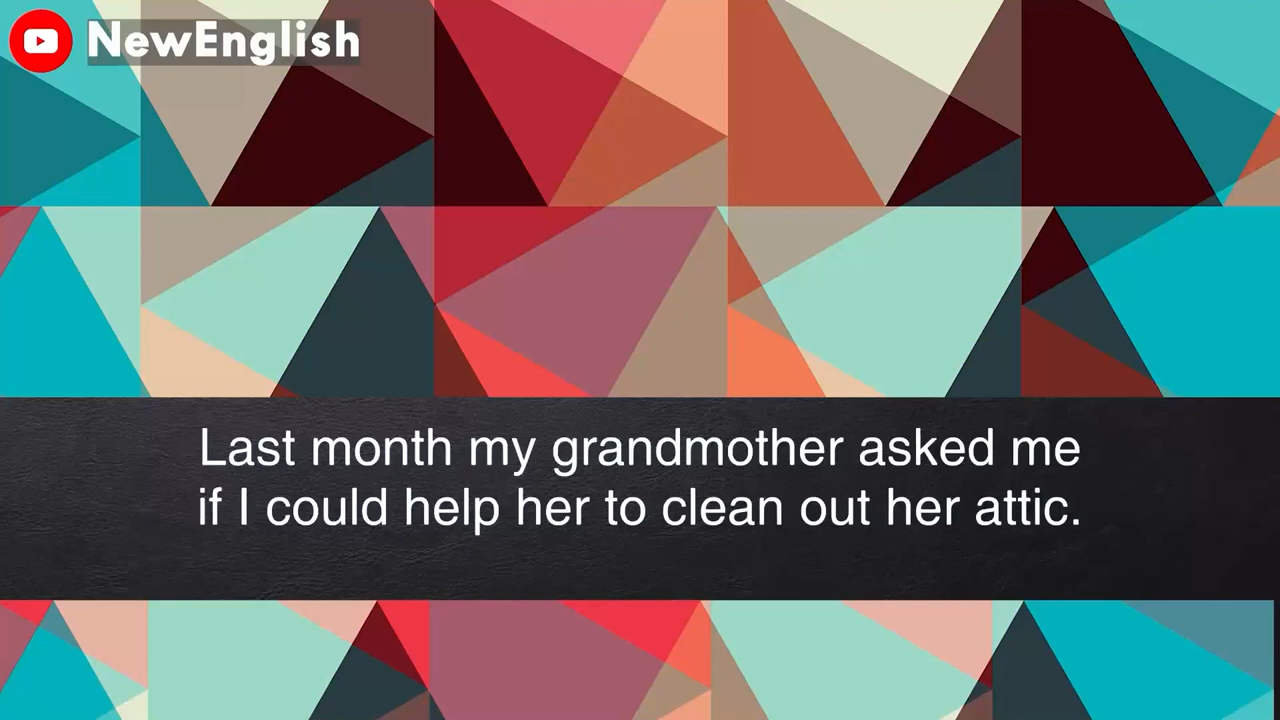 NewEnglish
Last month my grandmother asked me
if I could help her to clean out her attic.